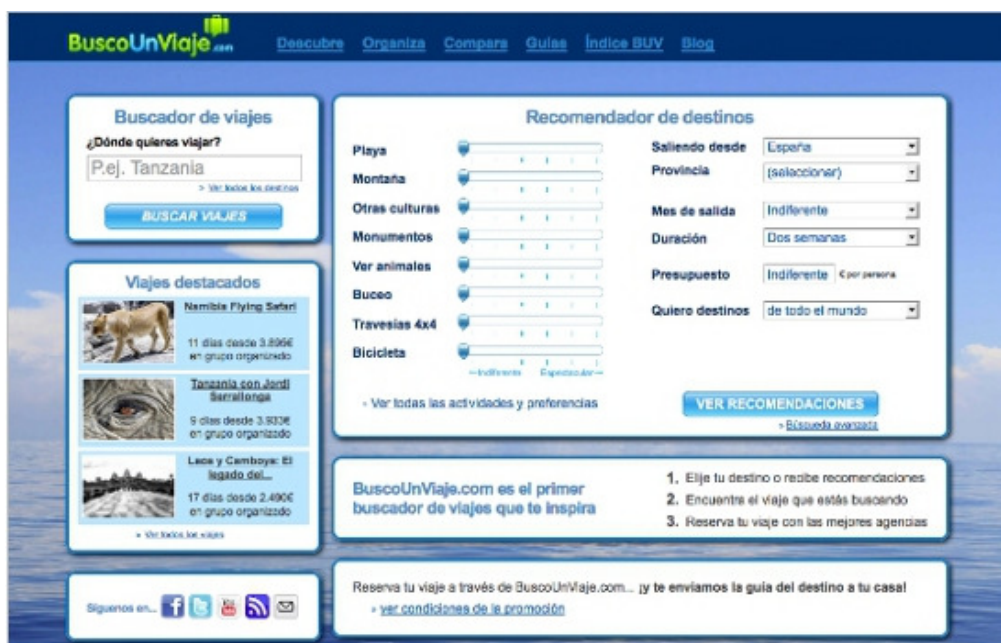 BuscoUnViaje.com
Descubre Organiza Compara Guías Índice BUV Blog
Buscador de viajes
¿Dónde quieres viajar?
P.ej. Tanzania
> Ver todos los destinos
BUSCAR VIAJES
Viajes destacados
Namibia Flying Safari
11 días desde 3.896€
en grupo organizado
Tanzania con Jordi
Serrallonga
9 días desde 3.933€
en grupo organizado
Laos y Camboya: El
legado del...
17 días desde 2.490€
en grupo organizado
» Ver todos los viajes
Síguenos en...
Recomendador de destinos
Playa
Montaña
Otras culturas
Monumentos
Ver animales
Buceo
Travesías 4x4
Bicicleta
Indiferente Espectacular
» Ver todas las actividades y preferencias
Saliendo desde España
Provincia (seleccionar)
Mes de salida Indiferente
Duración Dos semanas
Presupuesto Indiferente € por persona
Quiero destinos de todo el mundo
VER RECOMENDACIONES
» Búsqueda avanzada
BuscoUnViaje.com es el primer
buscador de viajes que te inspira
1. Elije tu destino o recibe recomendaciones
2. Encuentra el viaje que estás buscando
3. Reserva tu viaje con las mejores agencias
Reserva tu viaje a través de BuscoUnViaje.com... ¡y te enviamos la guía del destino a tu casa!
» ver condiciones de la promoción